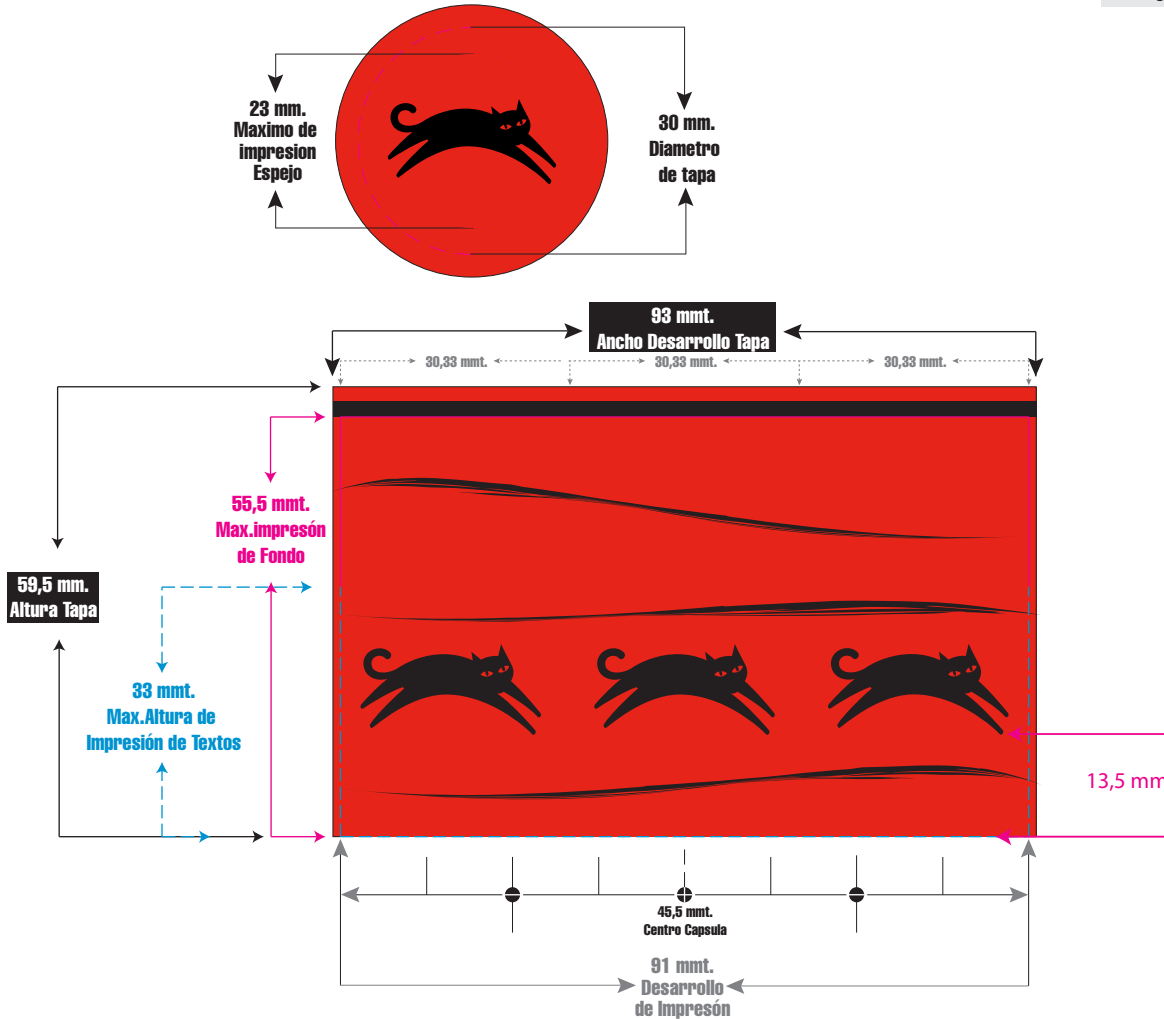 23 mm.
Maximo de
impresion
Espejo
30 mm.
Diametro
de tapa
93 mmt.
Ancho Desarrollo Tapa
30,33 mmt.
30,33 mmt.
30,33 mmt.
55,5 mmt.
Max.impresón
de Fondo
59,5 mm.
Altura Tapa
33 mmt.
Max.Altura de
Impresión de Textos
13,5 mm
45,5 mmt.
Centro Capsula
91 mmt.
Desarrollo
de Impresón